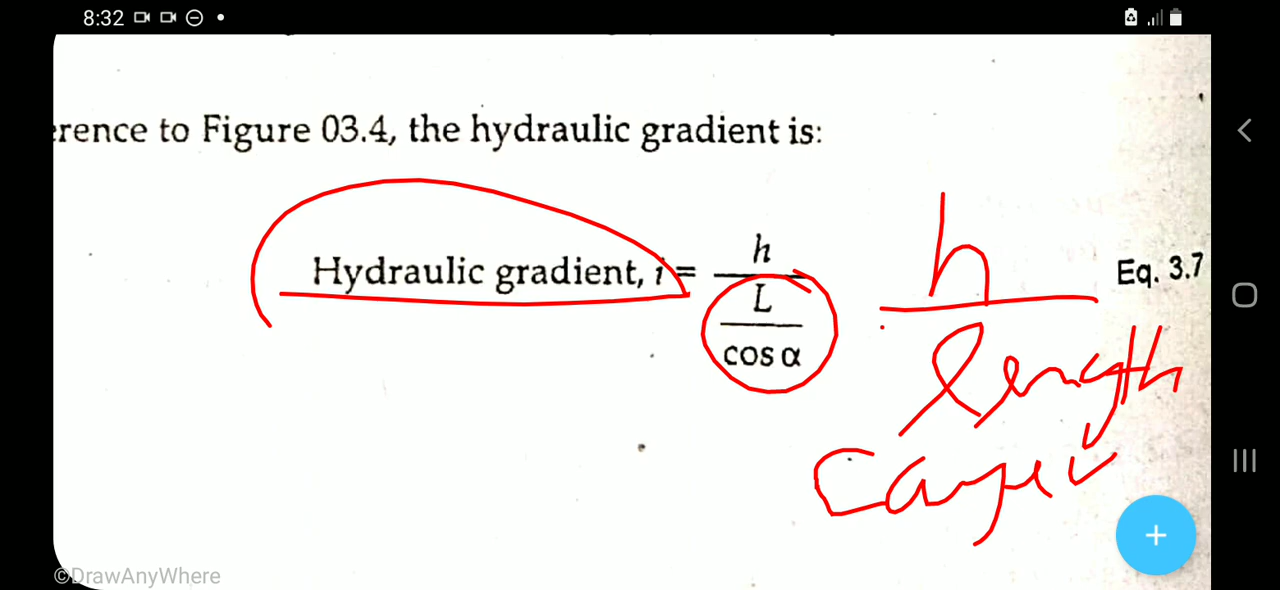 8:32
erence to Figure 03.4, the hydraulic gradient is:
Hydraulic gradient, i = h / (L / cos α)
Eq. 3.7
h
length
©DrawAnyWhere